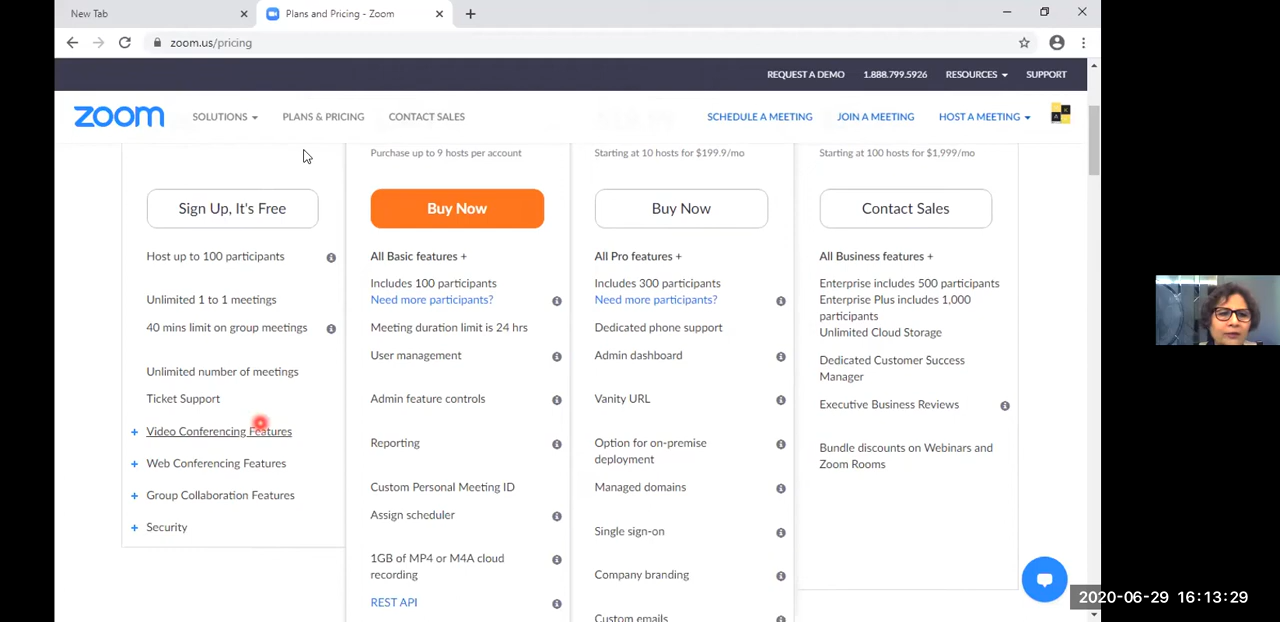 New Tab
Plans and Pricing - Zoom
zoom.us/pricing
REQUEST A DEMO 1.888.799.5926 RESOURCES SUPPORT
zoom SOLUTIONS PLANS & PRICING CONTACT SALES SCHEDULE A MEETING JOIN A MEETING HOST A MEETING
Purchase up to 9 hosts per account
Starting at 10 hosts for $199.9/mo
Starting at 100 hosts for $1,999/mo
Sign Up, It's Free
Buy Now
Buy Now
Contact Sales
Host up to 100 participants
Unlimited 1 to 1 meetings
40 mins limit on group meetings
Unlimited number of meetings
Ticket Support
+ Video Conferencing Features
+ Web Conferencing Features
+ Group Collaboration Features
+ Security
All Basic features +
Includes 100 participants
Need more participants?
Meeting duration limit is 24 hrs
User management
Admin feature controls
Reporting
Custom Personal Meeting ID
Assign scheduler
1GB of MP4 or M4A cloud
recording
REST API
All Pro features +
Includes 300 participants
Need more participants?
Dedicated phone support
Admin dashboard
Vanity URL
Option for on-premise
deployment
Managed domains
Single sign-on
Company branding
Custom emails
All Business features +
Enterprise includes 500 participants
Enterprise Plus includes 1,000
participants
Unlimited Cloud Storage
Dedicated Customer Success
Manager
Executive Business Reviews
Bundle discounts on Webinars and
Zoom Rooms
2020-06-29 16:13:29